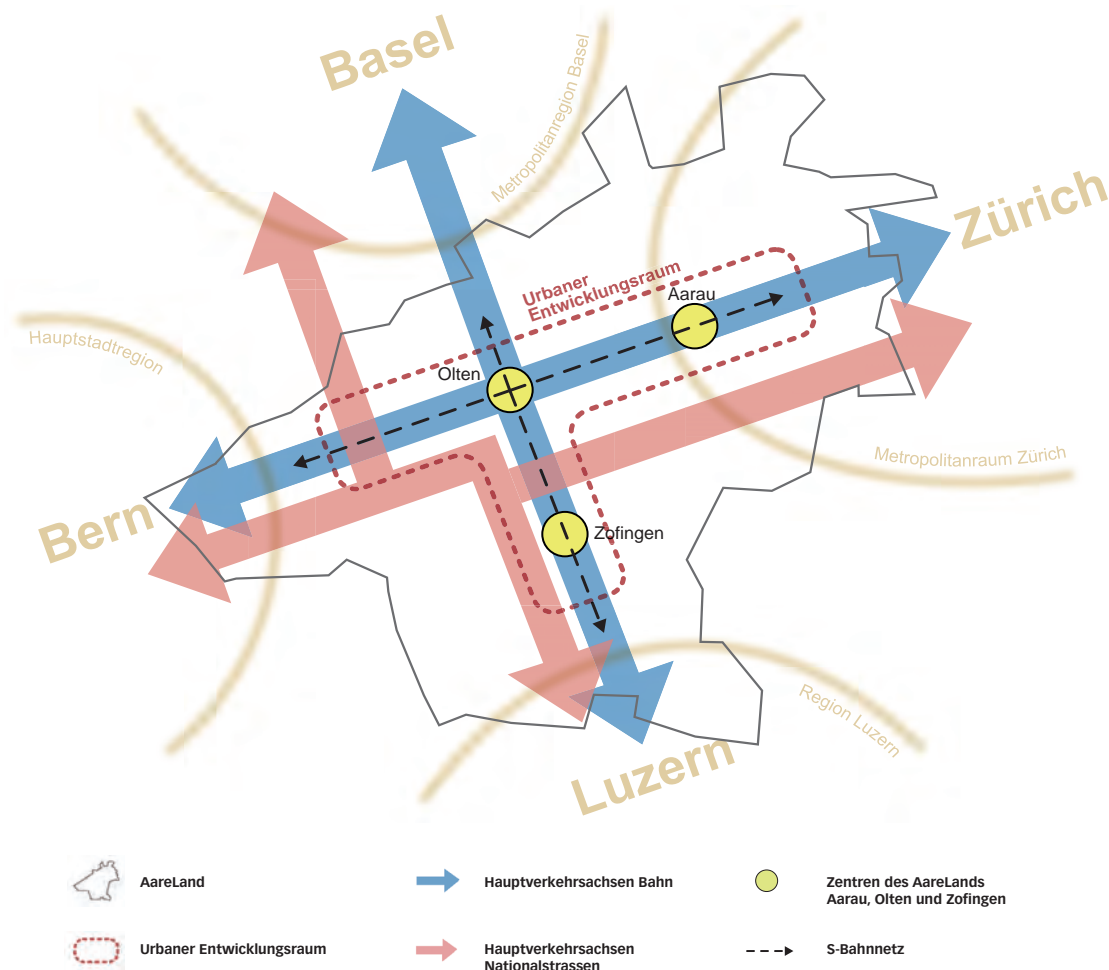 Basel
Metropolitanregion Basel
Zürich
Urbaner
Entwicklungsraum
Aarau
Hauptstadtregion
Olten
Metropolitanraum Zürich
Bern
Zofingen
Region Luzern
Luzern
AareLand
Hauptverkehrsachsen Bahn
Zentren des AareLands
Aarau, Olten und Zofingen
Urbaner Entwicklungsraum
Hauptverkehrsachsen
Nationalstrassen
S-Bahnnetz